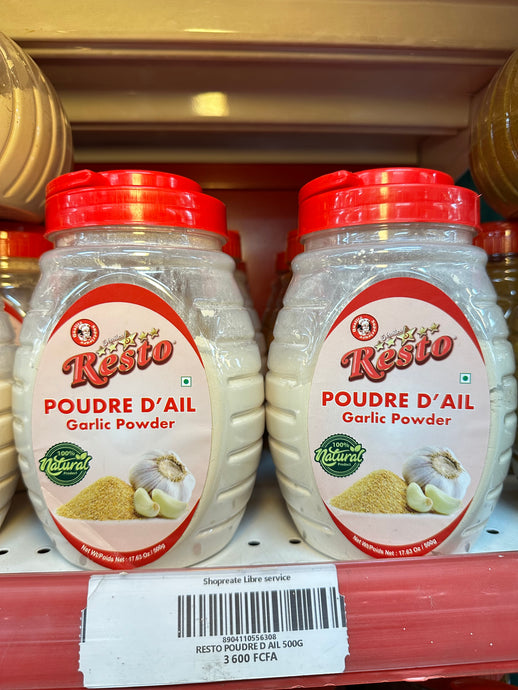 Resto
POUDRE D'AIL
Garlic Powder
100%
Natural
Product
Net Wt/Poids Net : 17.63 Oz / 500g
Resto
POUDRE D'AIL
Garlic Powder
100%
Natural
Product
Net Wt/Poids Net : 17.63 Oz / 500g
Shopreate Libre service
8904110556308
RESTO POUDRE D AIL 500G
3 600 FCFA